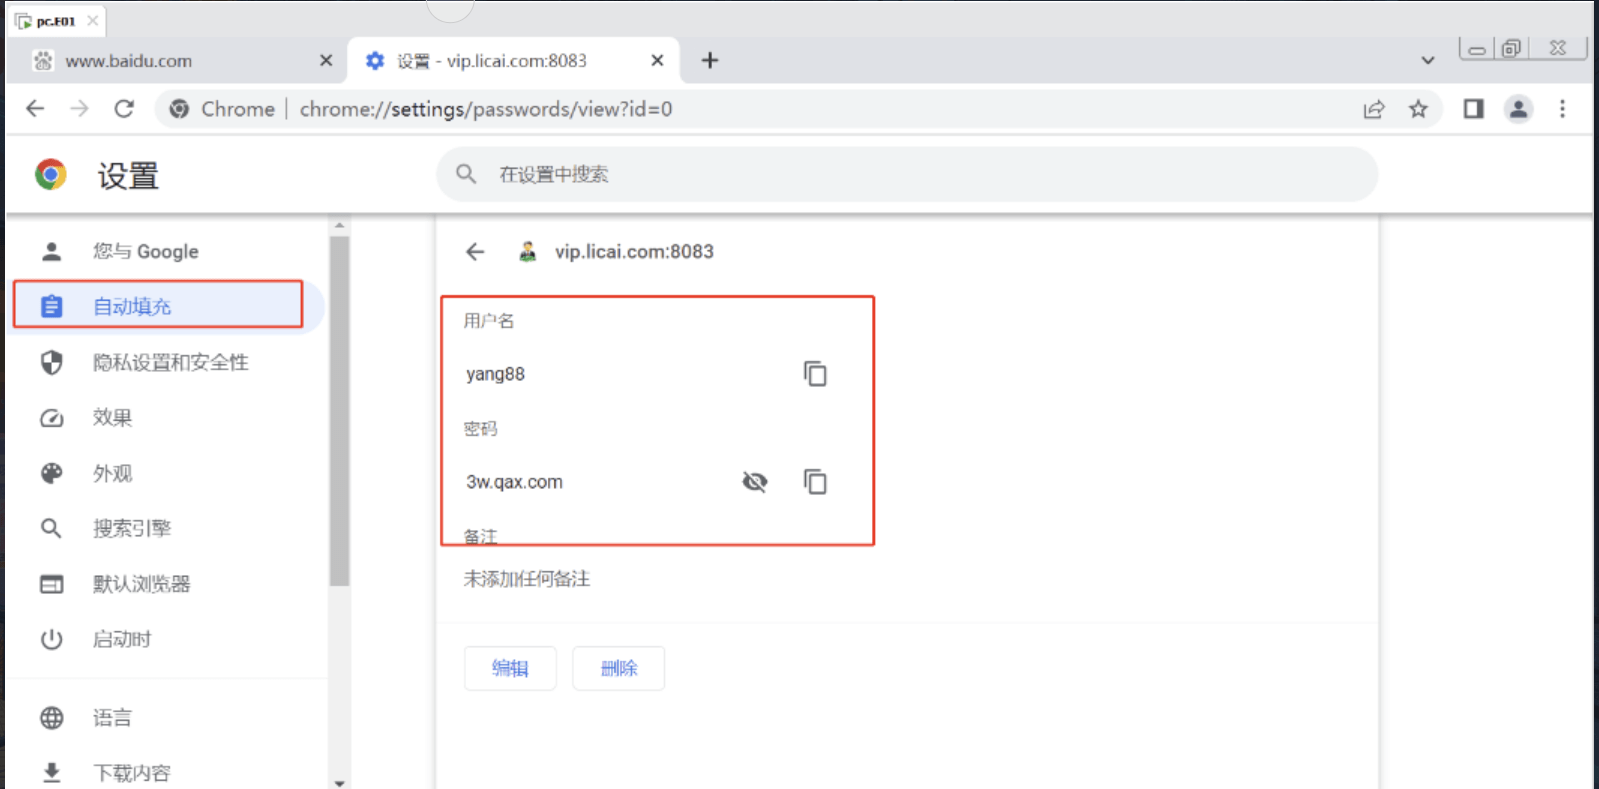 pc.E01
www.baidu.com
设置 - vip.licai.com:8083
Chrome | chrome://settings/passwords/view?id=0
设置
在设置中搜索
您与 Google
自动填充
隐私设置和安全性
效果
外观
搜索引擎
默认浏览器
启动时
语言
下载内容
vip.licai.com:8083
用户名
yang88
密码
3w.qax.com
备注
未添加任何备注
编辑
删除